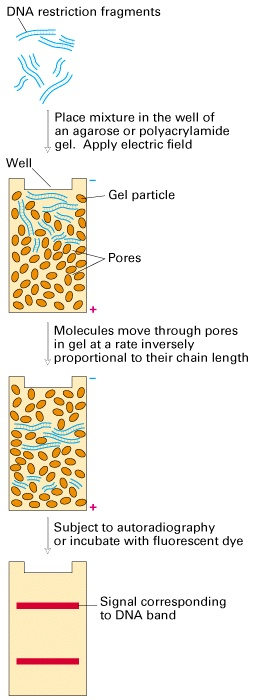 DNA restriction fragments
Place mixture in the well of
an agarose or polyacrylamide
gel. Apply electric field
Well
−
Gel particle
Pores
+
Molecules move through pores
in gel at a rate inversely
proportional to their chain length
−
+
Subject to autoradiography
or incubate with fluorescent dye
Signal corresponding
to DNA band